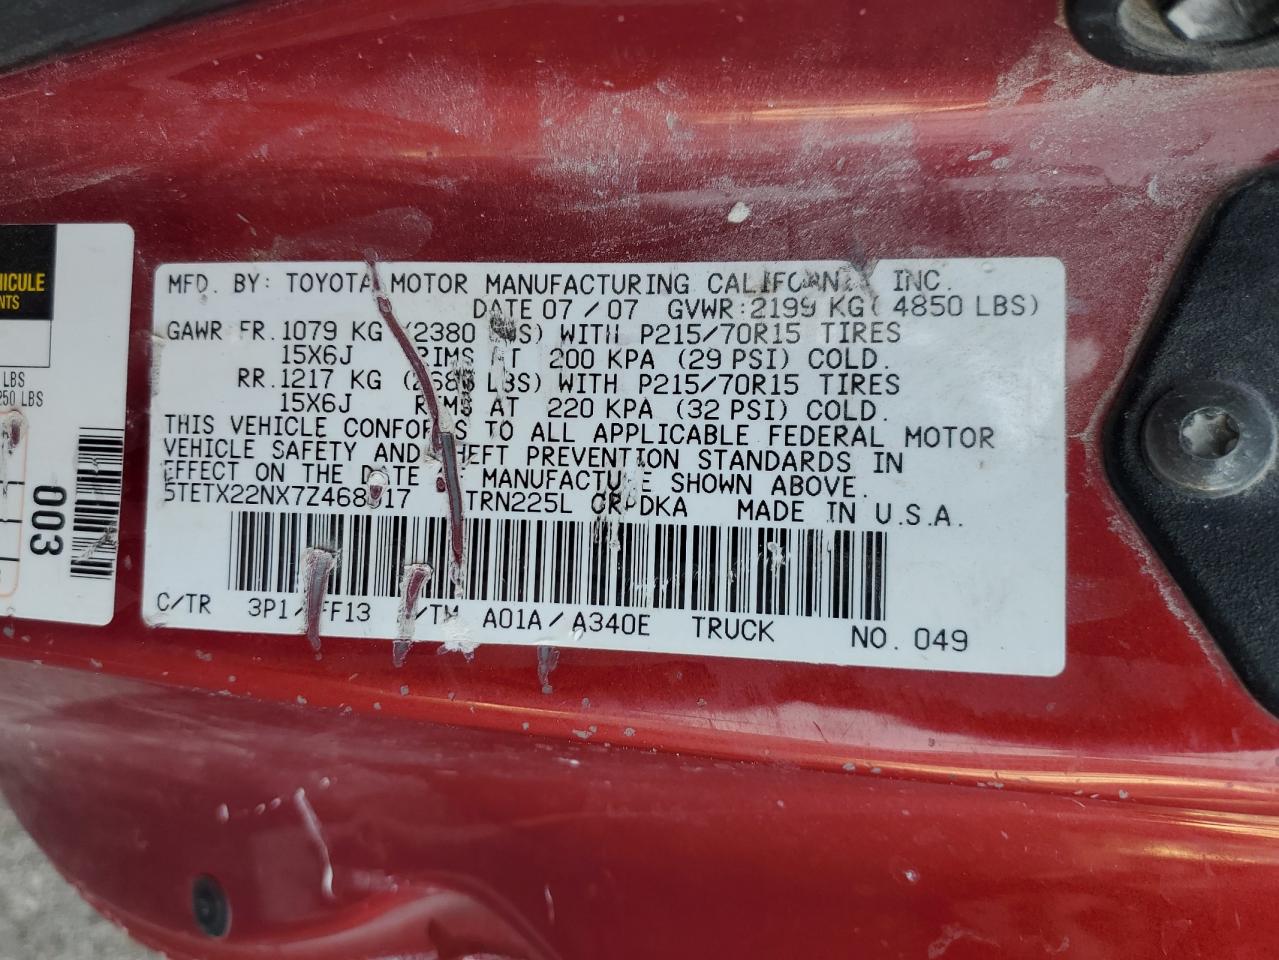 HICULE
NTS
LBS
250 LBS
003
MFD. BY: TOYOTA MOTOR MANUFACTURING CALIFORNIA INC.
DATE 07/07 GVWR:2199 KG( 4850 LBS)
GAWR FR.1079 KG (2380 LBS) WITH P215/70R15 TIRES
15X6J RIMS AT 200 KPA (29 PSI) COLD.
RR.1217 KG LBS) WITH P215/70R15 TIRES
15X6J RIMS AT 220 KPA (32 PSI) COLD.
THIS VEHICLE CONFORMS TO ALL APPLICABLE FEDERAL MOTOR
VEHICLE SAFETY AND THEFT PREVENTION STANDARDS IN
EFFECT ON THE DATE OF MANUFACTURE SHOWN ABOVE.
TRN225L MADE IN U.S.A.
C/TR A01A/A340E TRUCK NO. 049